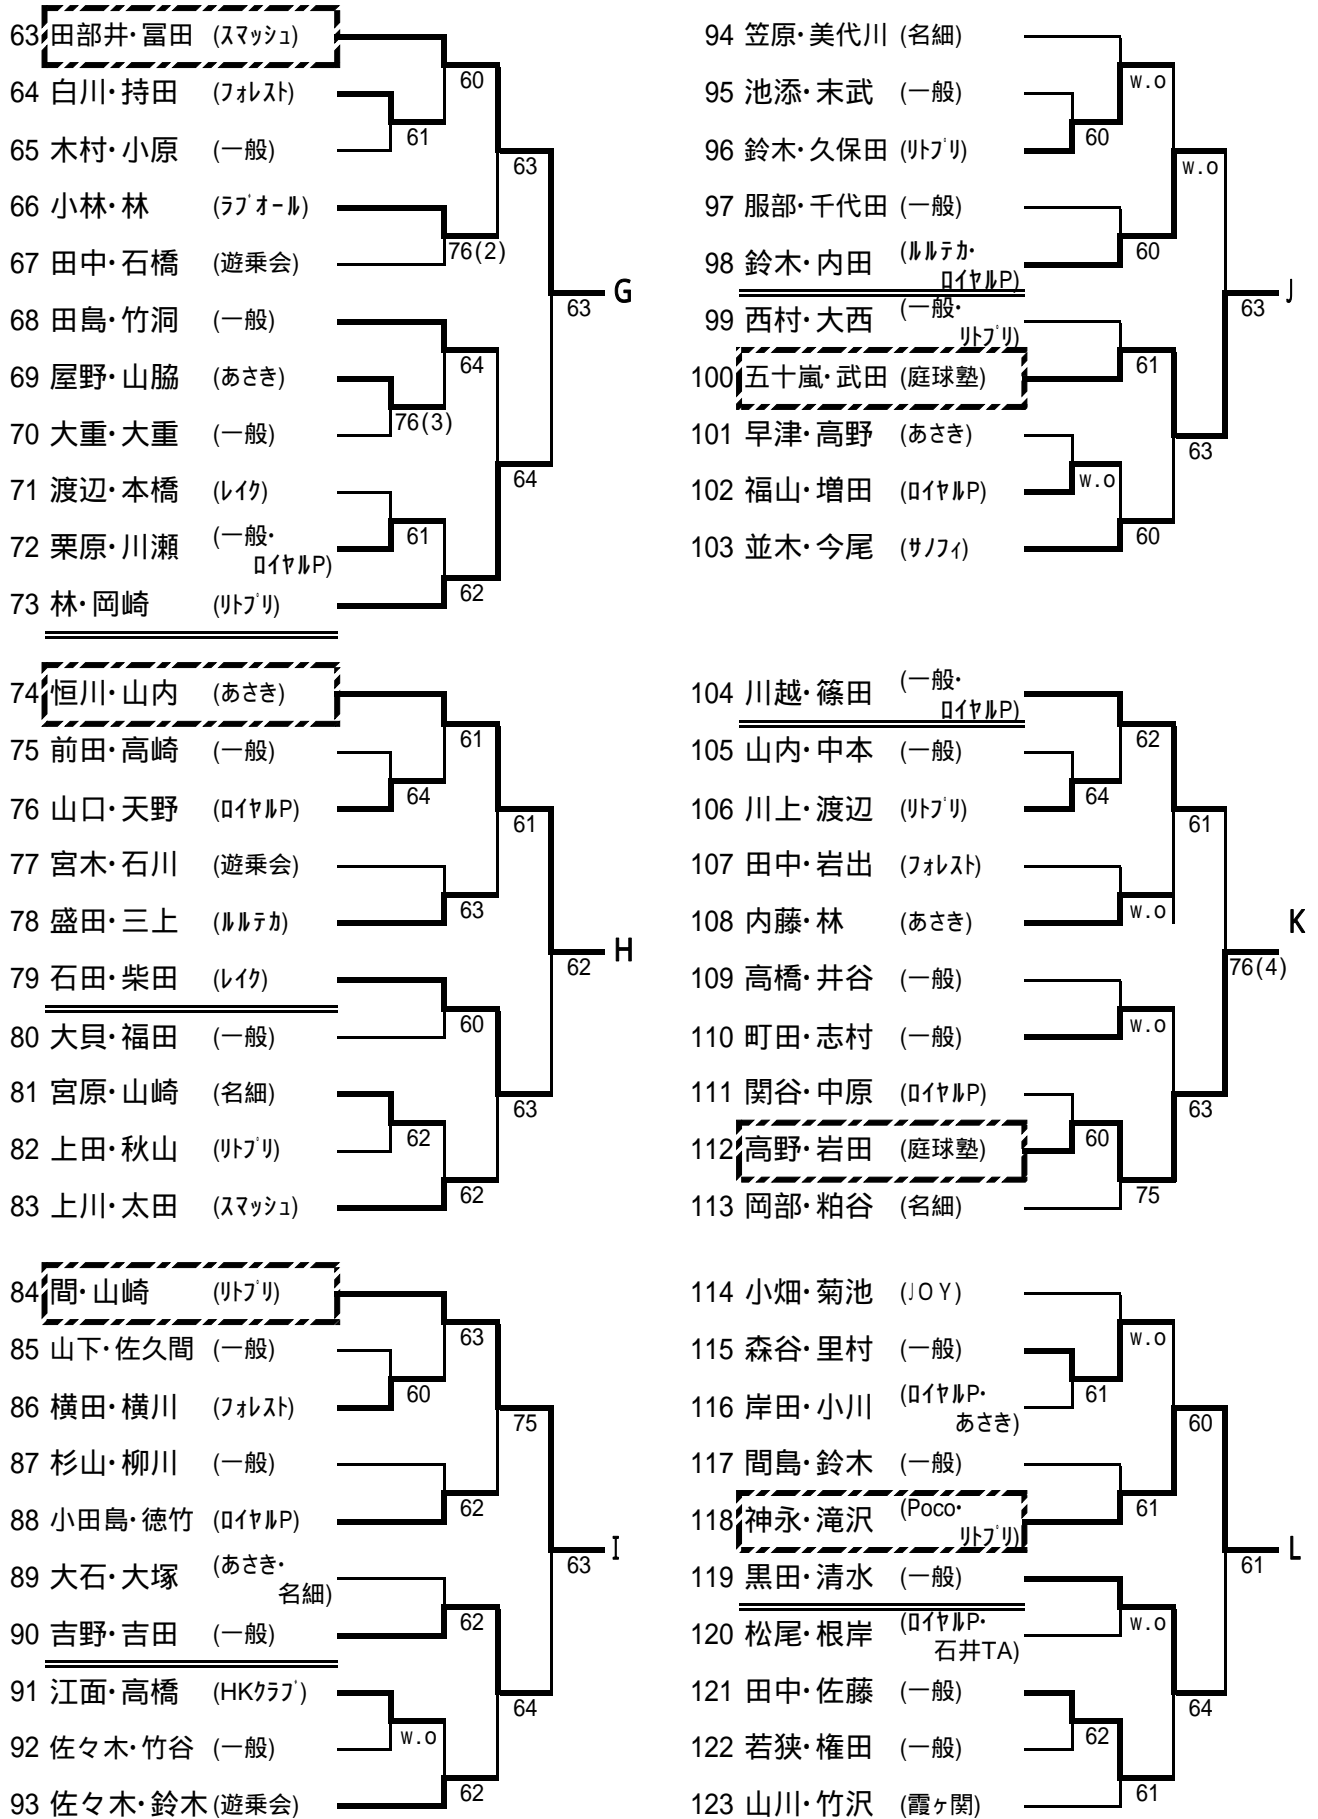 63 田部井・冨田 (スマッシュ)
60
64 白川・持田 (フォレスト)
61
65 木村・小原 (一般)
63
66 小林・林 (ラブオール)
76(2)
67 田中・石橋 (遊乗会)
63 G
68 田島・竹洞 (一般)
64
69 屋野・山脇 (あさき)
76(3)
70 大重・大重 (一般)
64
71 渡辺・本橋 (レイク)
61
72 栗原・川瀬 (一般・
ロイヤルP)
62
73 林・岡崎 (リトプリ)
74 恒川・山内 (あさき)
61
75 前田・高崎 (一般)
64
76 山口・天野 (ロイヤルP)
61
77 宮木・石川 (遊乗会)
63
78 盛田・三上 (ルルテカ)
62 H
79 石田・柴田 (レイク)
60
80 大貝・福田 (一般)
81 宮原・山崎 (名細)
63
62
82 上田・秋山 (リトプリ)
62
83 上川・太田 (スマッシュ)
84 間・山崎 (リトプリ)
63
85 山下・佐久間 (一般)
60
86 横田・横川 (フォレスト)
75
87 杉山・柳川 (一般)
62
88 小田島・徳竹 (ロイヤルP)
63 I
89 大石・大塚 (あさき・
名細)
62
90 吉野・吉田 (一般)
91 江面・高橋 (HKクラブ)
64
w.o
92 佐々木・竹谷 (一般)
62
93 佐々木・鈴木 (遊乗会)
94 笠原・美代川 (名細)
w.o
95 池添・末武 (一般)
60
96 鈴木・久保田 (リトプリ)
w.o
97 服部・千代田 (一般)
60
98 鈴木・内田 (ルルテカ・
ロイヤルP)
63 J
99 西村・大西 (一般・
リトプリ)
61
100 五十嵐・武田 (庭球塾)
101 早津・高野 (あさき)
63
w.o
102 福山・増田 (ロイヤルP)
60
103 並木・今尾 (サノフィ)
104 川越・篠田 (一般・
ロイヤルP)
62
105 山内・中本 (一般)
64
106 川上・渡辺 (リトプリ)
61
107 田中・岩出 (フォレスト)
w.o
108 内藤・林 (あさき)
K
76(4)
109 高橋・井谷 (一般)
w.o
110 町田・志村 (一般)
111 関谷・中原 (ロイヤルP)
63
60
112 高野・岩田 (庭球塾)
75
113 岡部・粕谷 (名細)
114 小畑・菊池 (JOY)
w.o
115 森谷・里村 (一般)
61
116 岸田・小川 (ロイヤルP・
あさき)
60
117 間島・鈴木 (一般)
61
118 神永・滝沢 (Poco・
リトプリ)
61 L
119 黒田・清水 (一般)
w.o
120 松尾・根岸 (ロイヤルP・
石井TA)
121 田中・佐藤 (一般)
64
62
122 若狭・権田 (一般)
61
123 山川・竹沢 (霞ヶ関)